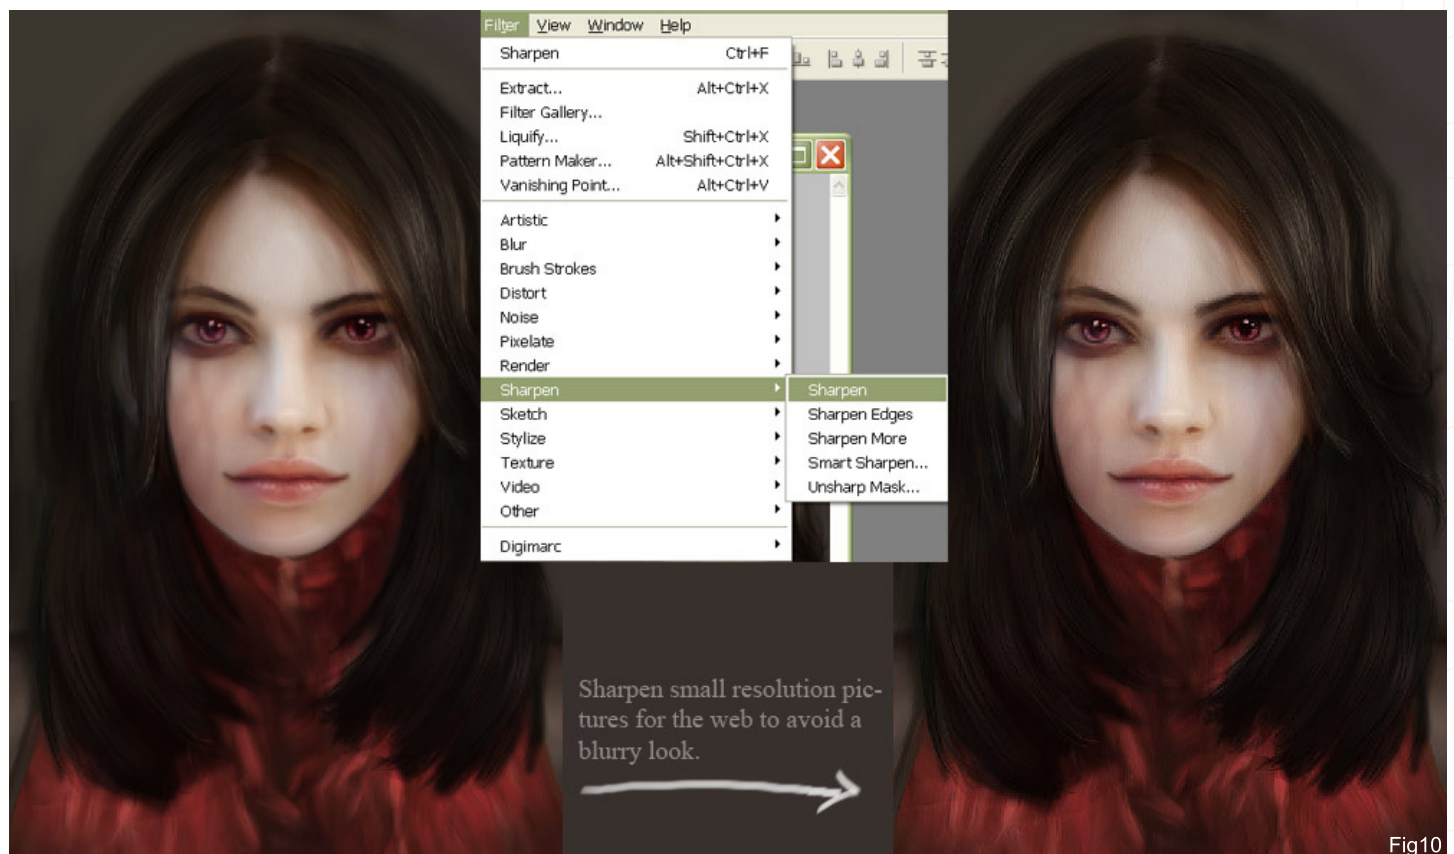 Filter View Window Help
Sharpen Ctrl+F
Extract... Alt+Ctrl+X
Filter Gallery...
Liquify... Shift+Ctrl+X
Pattern Maker... Alt+Shift+Ctrl+X
Vanishing Point... Alt+Ctrl+V
Artistic
Blur
Brush Strokes
Distort
Noise
Pixelate
Render
Sharpen
Sketch
Stylize
Texture
Video
Other
Digimarc
Sharpen
Sharpen Edges
Sharpen More
Smart Sharpen...
Unsharp Mask...
Sharpen small resolution pic-
tures for the web to avoid a
blurry look.
Fig10